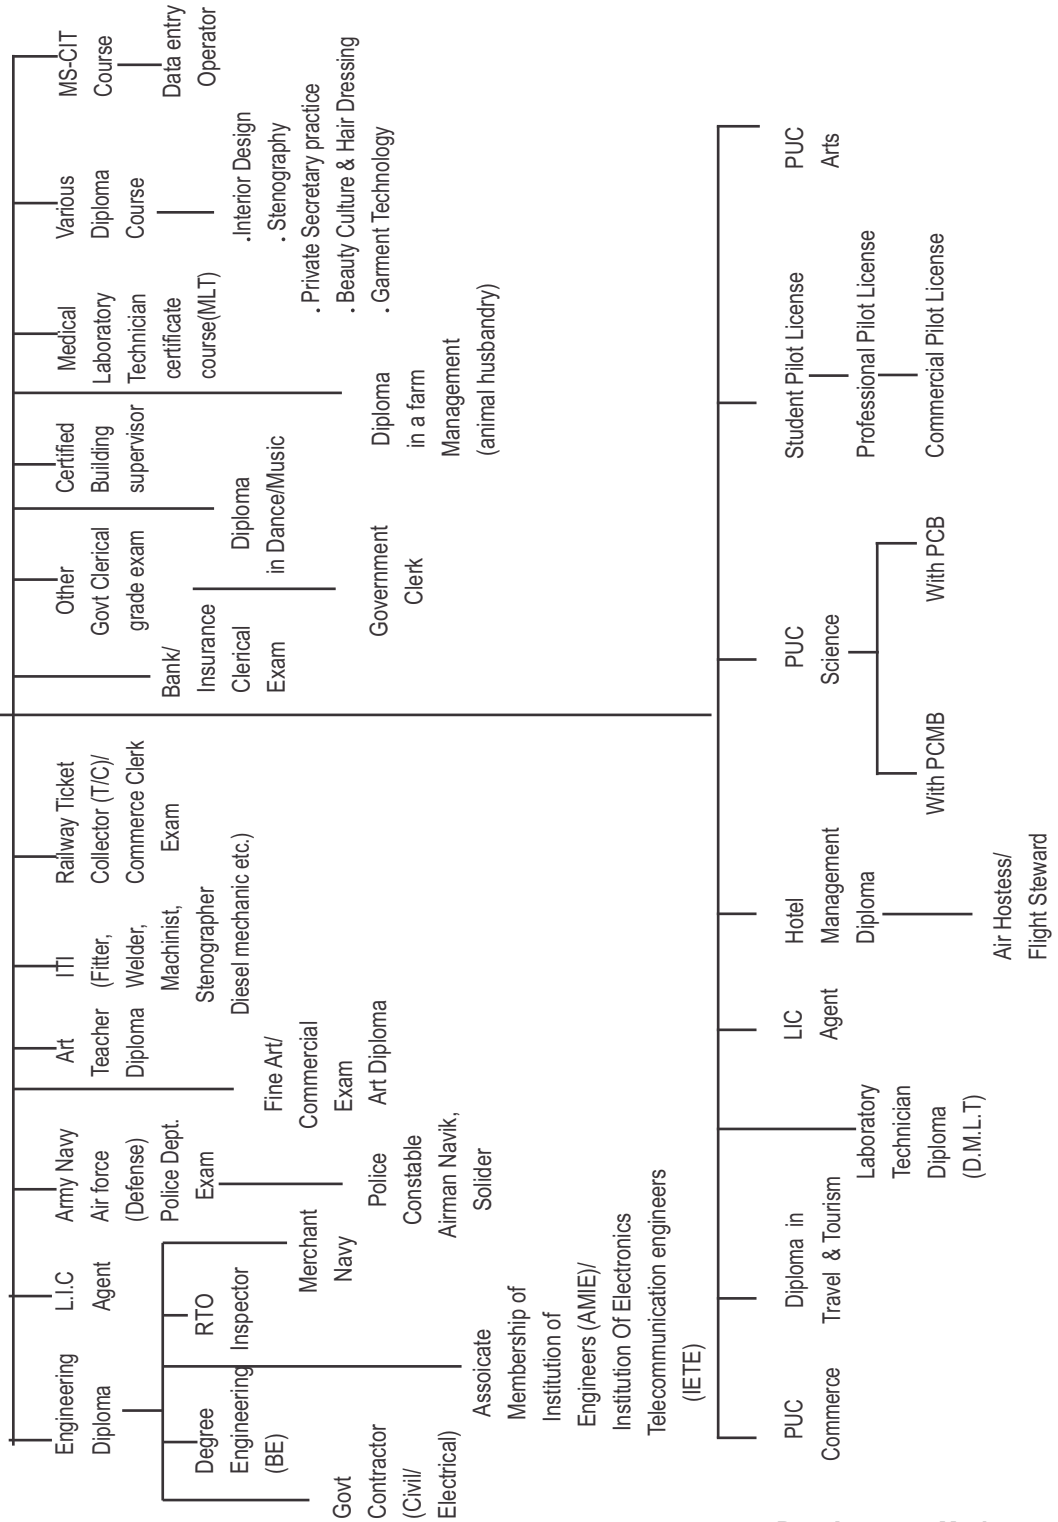 Engineering
Diploma
Degree
Engineering
(BE)
Govt
Contractor
(Civil/
Electrical)
RTO
Inspector
Assoicate
Membership of
Institution of
Engineers (AMIE)/
Institution Of Electronics
Telecommunication engineers
(IETE)
Merchant
Navy
L.I.C
Agent
Army Navy
Air force
(Defense)
Police Dept.
Exam
Police
Constable
Airman Navik,
Solider
Fine Art/
Commercial
Exam
Art Diploma
Art
Teacher
Diploma
ITI
(Fitter,
Welder,
Machinist,
Stenographer
Diesel mechanic etc.)
Railway Ticket
Collector (T/C)/
Commerce Clerk
Exam
Bank/
Insurance
Clerical
Exam
Other
Govt Clerical
grade exam
Government
Clerk
Diploma
in Dance/Music
Certified
Building
supervisor
Diploma
in a farm
Management
(animal husbandry)
Medical
Laboratory
Technician
certificate
course(MLT)
Various
Diploma
Course
.Interior Design
. Stenography
. Private Secretary practice
. Beauty Culture & Hair Dressing
. Garment Technology
MS-CIT
Course
Data entry
Operator
PUC
Commerce
Diploma in
Travel & Tourism
Laboratory
Technician
Diploma
(D.M.L.T)
LIC
Agent
Hotel
Management
Diploma
Air Hostess/
Flight Steward
PUC
Science
With PCMB
With PCB
Student Pilot License
Professional Pilot License
Commercial Pilot License
PUC
Arts